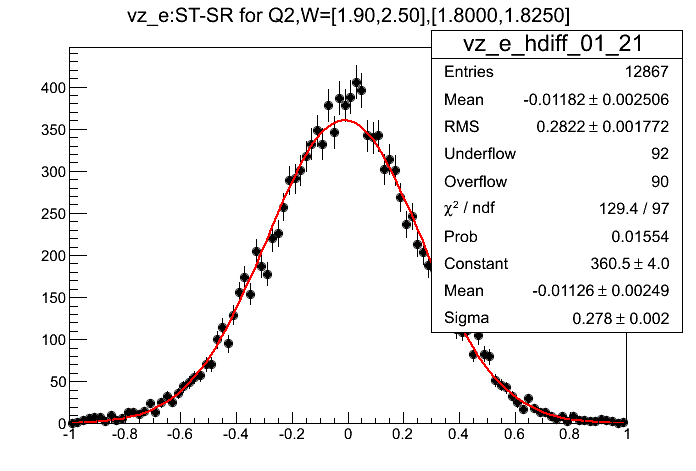 vz_e:ST-SR for Q2,W=[1.90,2.50],[1.8000,1.8250]
vz_e_hdiff_01_21
Entries 12867
Mean -0.01182 ± 0.002506
RMS 0.2822 ± 0.001772
Underflow 92
Overflow 90
χ² / ndf 129.4 / 97
Prob 0.01554
Constant 360.5 ± 4.0
Mean -0.01126 ± 0.00249
Sigma 0.278 ± 0.002
400
350
300
250
200
150
100
50
0
-1 -0.8 -0.6 -0.4 -0.2 0 0.2 0.4 0.6 0.8 1